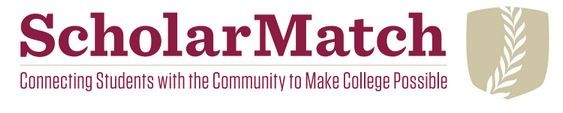 ScholarMatch
Connecting Students with the Community to Make College Possible